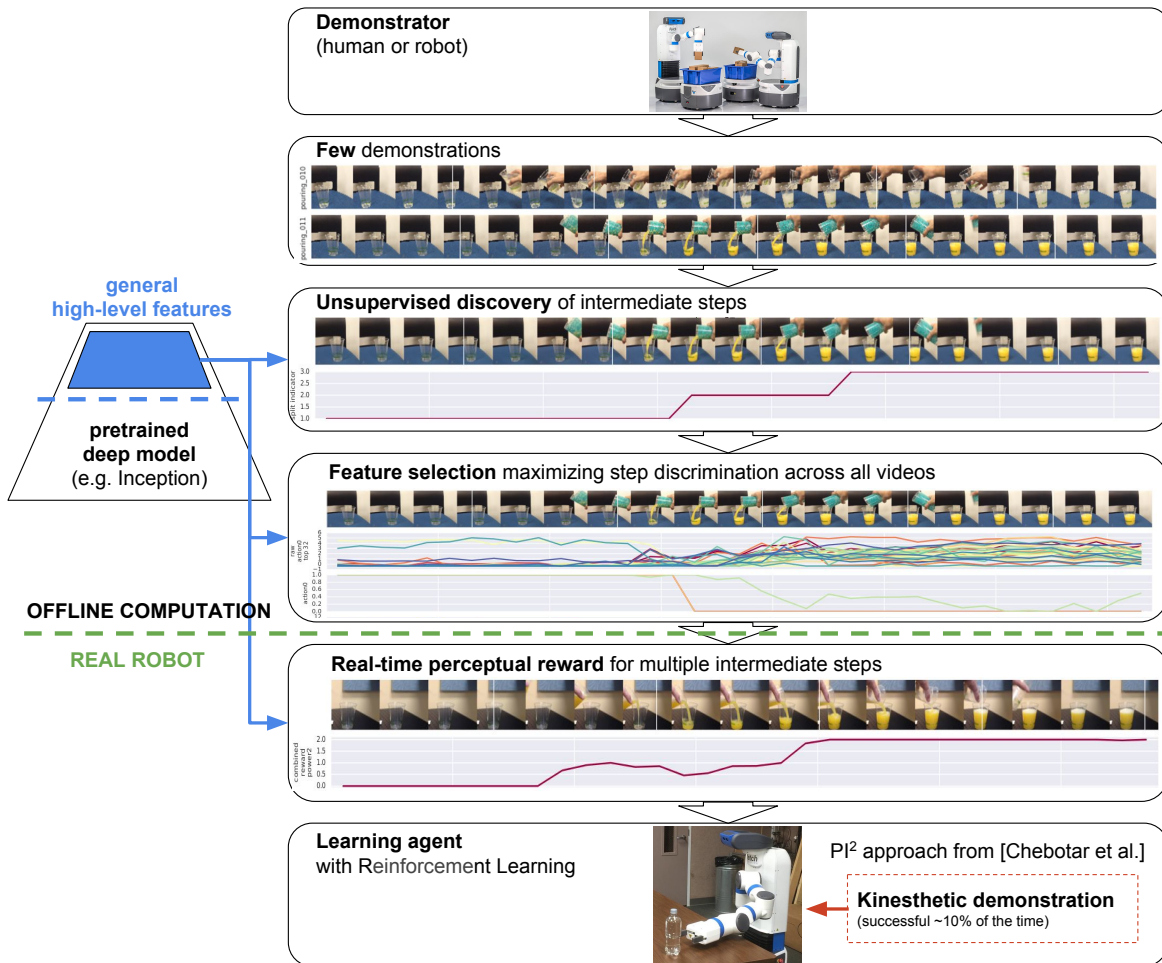 Demonstrator
(human or robot)
Few demonstrations
pouring_010
pouring_011
general
high-level features
Unsupervised discovery of intermediate steps
split indicator
3.0
2.5
2.0
1.5
1.0
pretrained
deep model
(e.g. Inception)
Feature selection maximizing step discrimination across all videos
raw
action0
top 32
action0
1.0
0.8
0.6
0.4
0.2
0.0
OFFLINE COMPUTATION
REAL ROBOT
Real-time perceptual reward for multiple intermediate steps
combined
reward
power2
2.0
1.5
1.0
0.5
0.0
Learning agent
with Reinforcement Learning
PI² approach from [Chebotar et al.]
Kinesthetic demonstration
(successful ~10% of the time)